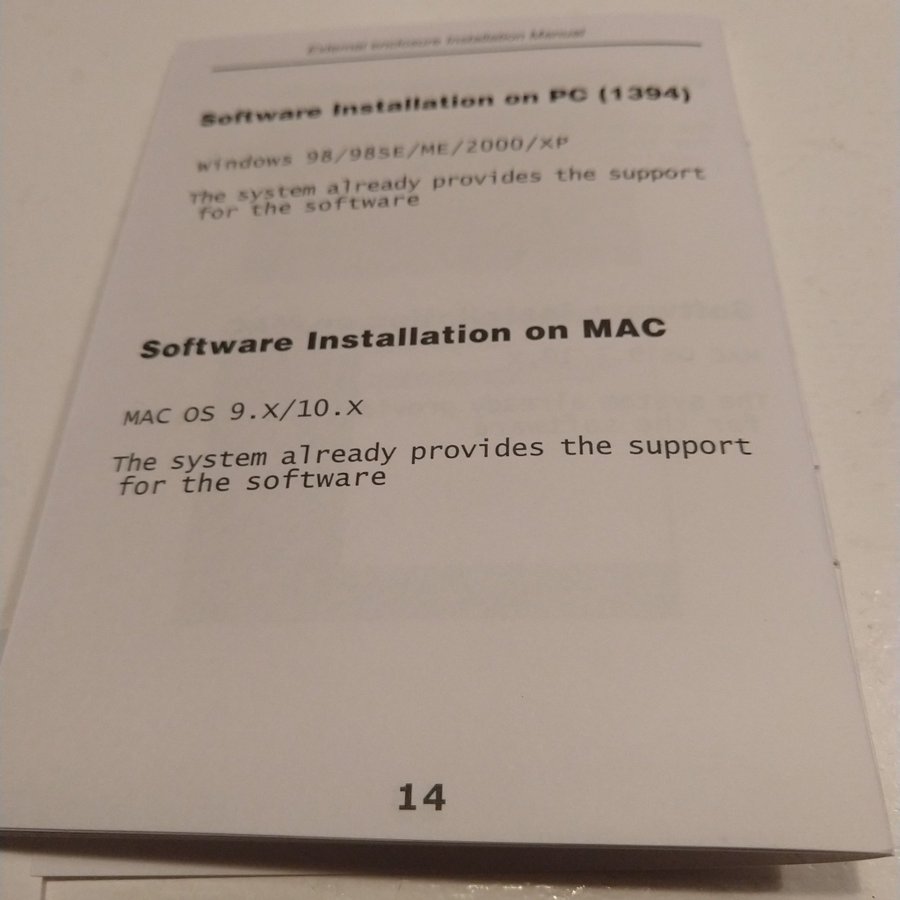 External enclosure Installation Manual
Software Installation on PC (1394)
Windows 98/98SE/ME/2000/XP
The system already provides the support
for the software
Software Installation on MAC
MAC OS 9.X/10.X
The system already provides the support
for the software
14